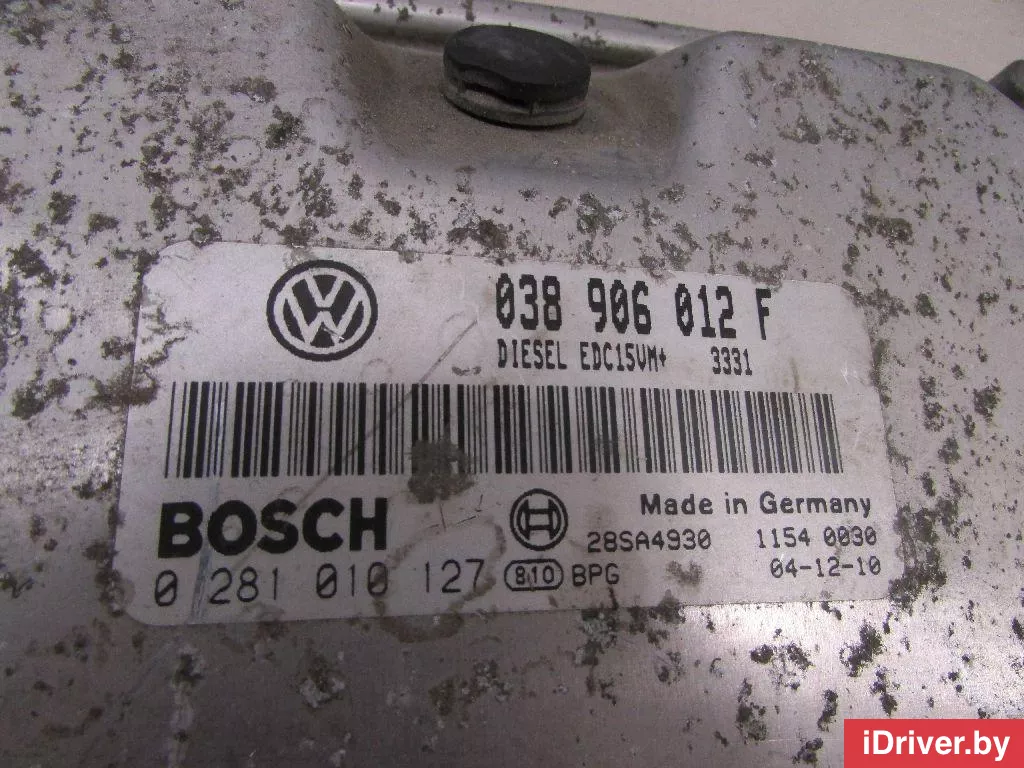 038 906 012 F
DIESEL EDC15VM+ 3331
BOSCH
Made in Germany
28SA4930 1154 0030
0 281 010 127 810 BPG 04-12-10
iDriver.by